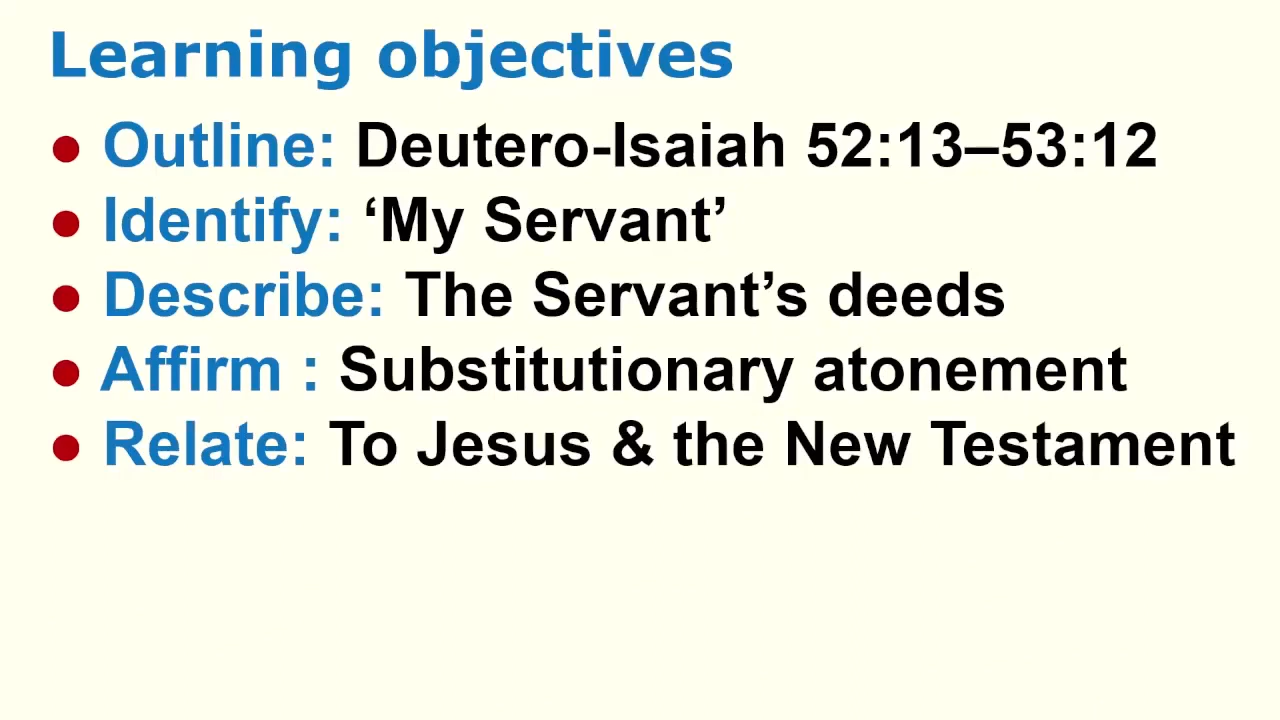 Learning objectives
● Outline: Deutero-Isaiah 52:13–53:12
● Identify: ‘My Servant’
● Describe: The Servant’s deeds
● Affirm : Substitutionary atonement
● Relate: To Jesus & the New Testament